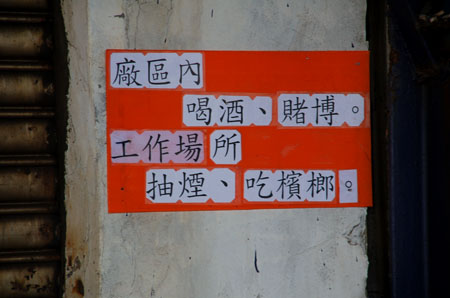 廠區內
喝酒、賭博。
工作場所
抽煙、吃檳榔。